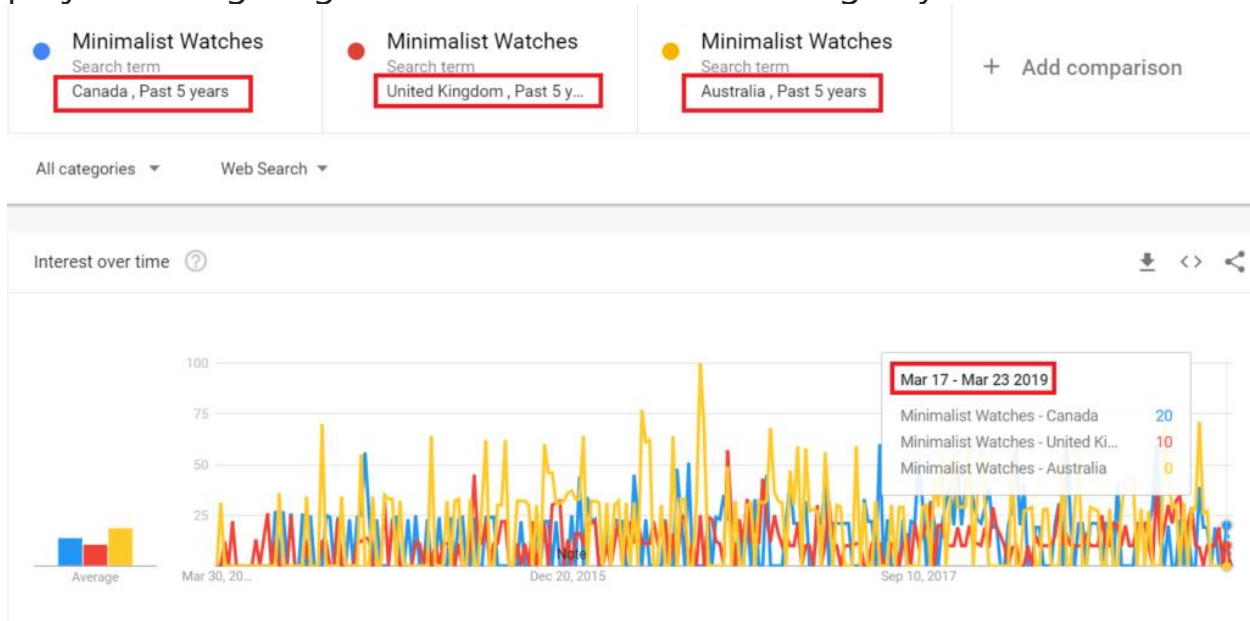 Minimalist Watches
Search term
Canada , Past 5 years
Minimalist Watches
Search term
United Kingdom , Past 5 y...
Minimalist Watches
Search term
Australia , Past 5 years
+ Add comparison
All categories
Web Search
Interest over time
100
75
50
25
Mar 17 - Mar 23 2019
Minimalist Watches - Canada 20
Minimalist Watches - United Ki... 10
Minimalist Watches - Australia 0
Note
Average
Mar 30, 20...
Dec 20, 2015
Sep 10, 2017